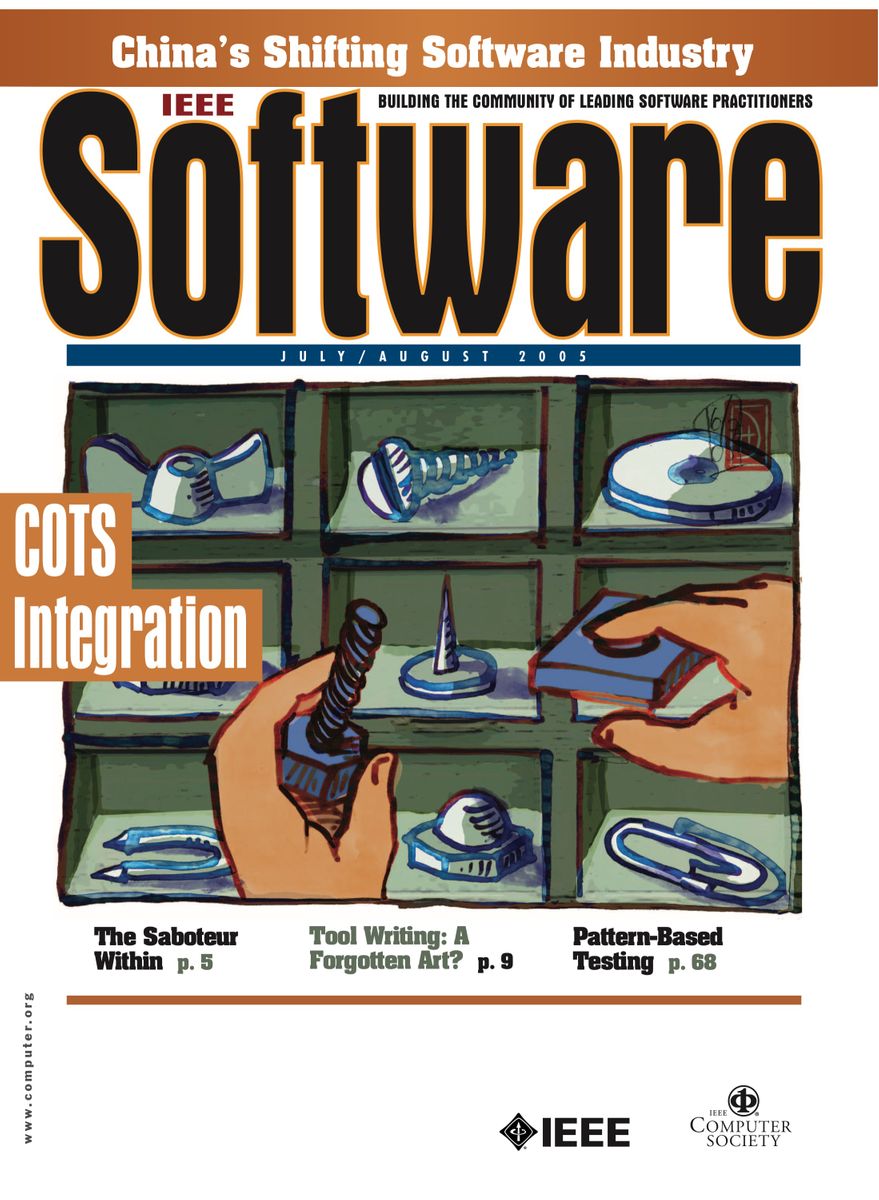 China's Shifting Software Industry
IEEE
BUILDING THE COMMUNITY OF LEADING SOFTWARE PRACTITIONERS
Software
JULY/AUGUST 2005
COTS
Integration
The Saboteur
Within p. 5
Tool Writing: A
Forgotten Art? p. 9
Pattern-Based
Testing p. 68
www.computer.org
IEEE
IEEE
COMPUTER
SOCIETY